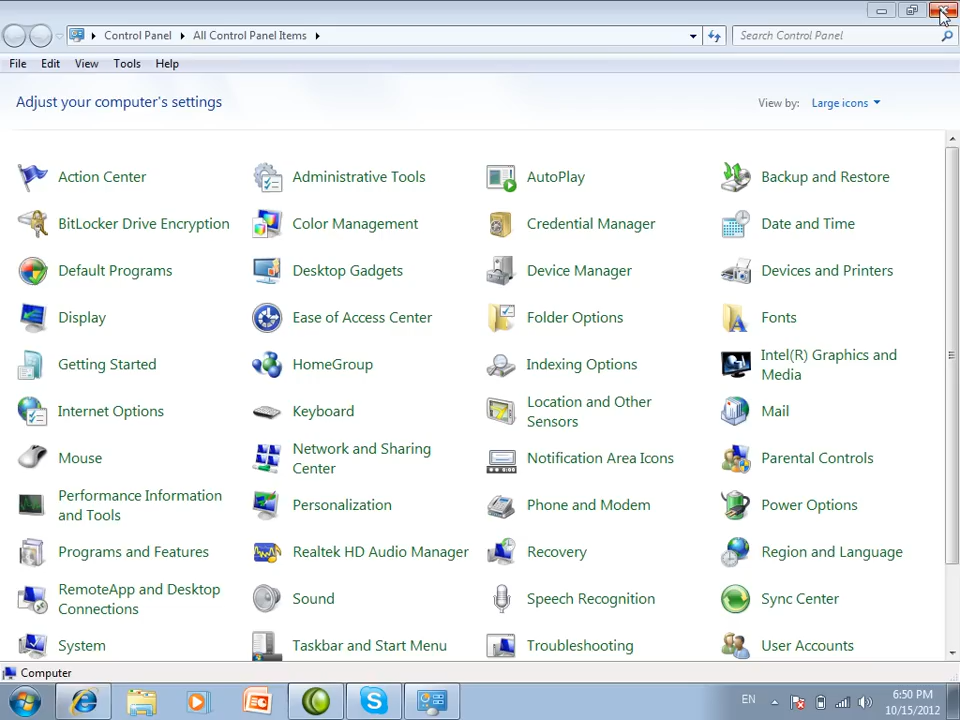 Control Panel All Control Panel Items Search Control Panel
File Edit View Tools Help
Adjust your computer's settings View by: Large icons
Action Center Administrative Tools AutoPlay Backup and Restore
BitLocker Drive Encryption Color Management Credential Manager Date and Time
Default Programs Desktop Gadgets Device Manager Devices and Printers
Display Ease of Access Center Folder Options Fonts
Getting Started HomeGroup Indexing Options Intel(R) Graphics and
Media
Internet Options Keyboard Location and Other
Sensors Mail
Mouse Network and Sharing
Center Notification Area Icons Parental Controls
Performance Information
and Tools Personalization Phone and Modem Power Options
Programs and Features Realtek HD Audio Manager Recovery Region and Language
RemoteApp and Desktop
Connections Sound Speech Recognition Sync Center
System Taskbar and Start Menu Troubleshooting User Accounts
Computer
EN 6:50 PM
10/15/2012